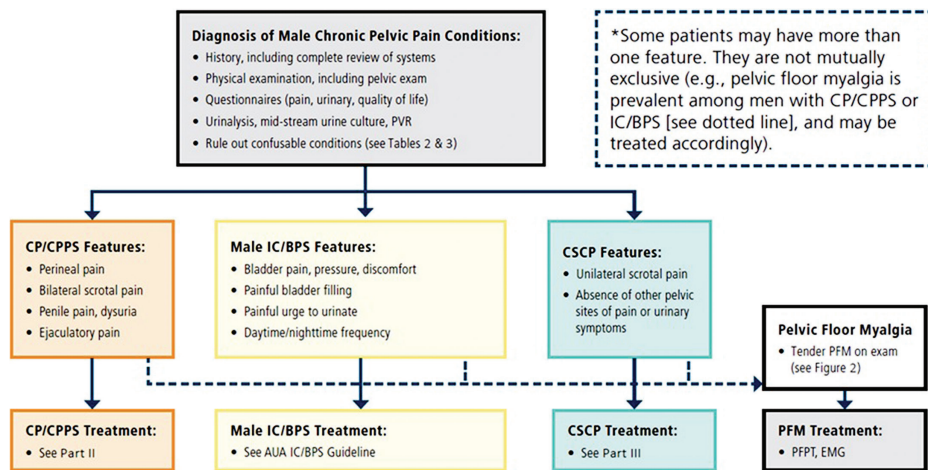 Diagnosis of Male Chronic Pelvic Pain Conditions:
• History, including complete review of systems
• Physical examination, including pelvic exam
• Questionnaires (pain, urinary, quality of life)
• Urinalysis, mid-stream urine culture, PVR
• Rule out confusable conditions (see Tables 2 & 3)
*Some patients may have more than
one feature. They are not mutually
exclusive (e.g., pelvic floor myalgia is
prevalent among men with CP/CPPS or
IC/BPS [see dotted line], and may be
treated accordingly).
CP/CPPS Features:
• Perineal pain
• Bilateral scrotal pain
• Penile pain, dysuria
• Ejaculatory pain
Male IC/BPS Features:
• Bladder pain, pressure, discomfort
• Painful bladder filling
• Painful urge to urinate
• Daytime/nighttime frequency
CSCP Features:
• Unilateral scrotal pain
• Absence of other pelvic
sites of pain or urinary
symptoms
Pelvic Floor Myalgia
• Tender PFM on exam
(see Figure 2)
CP/CPPS Treatment:
• See Part II
Male IC/BPS Treatment:
• See AUA IC/BPS Guideline
CSCP Treatment:
• See Part III
PFM Treatment:
• PFPT, EMG